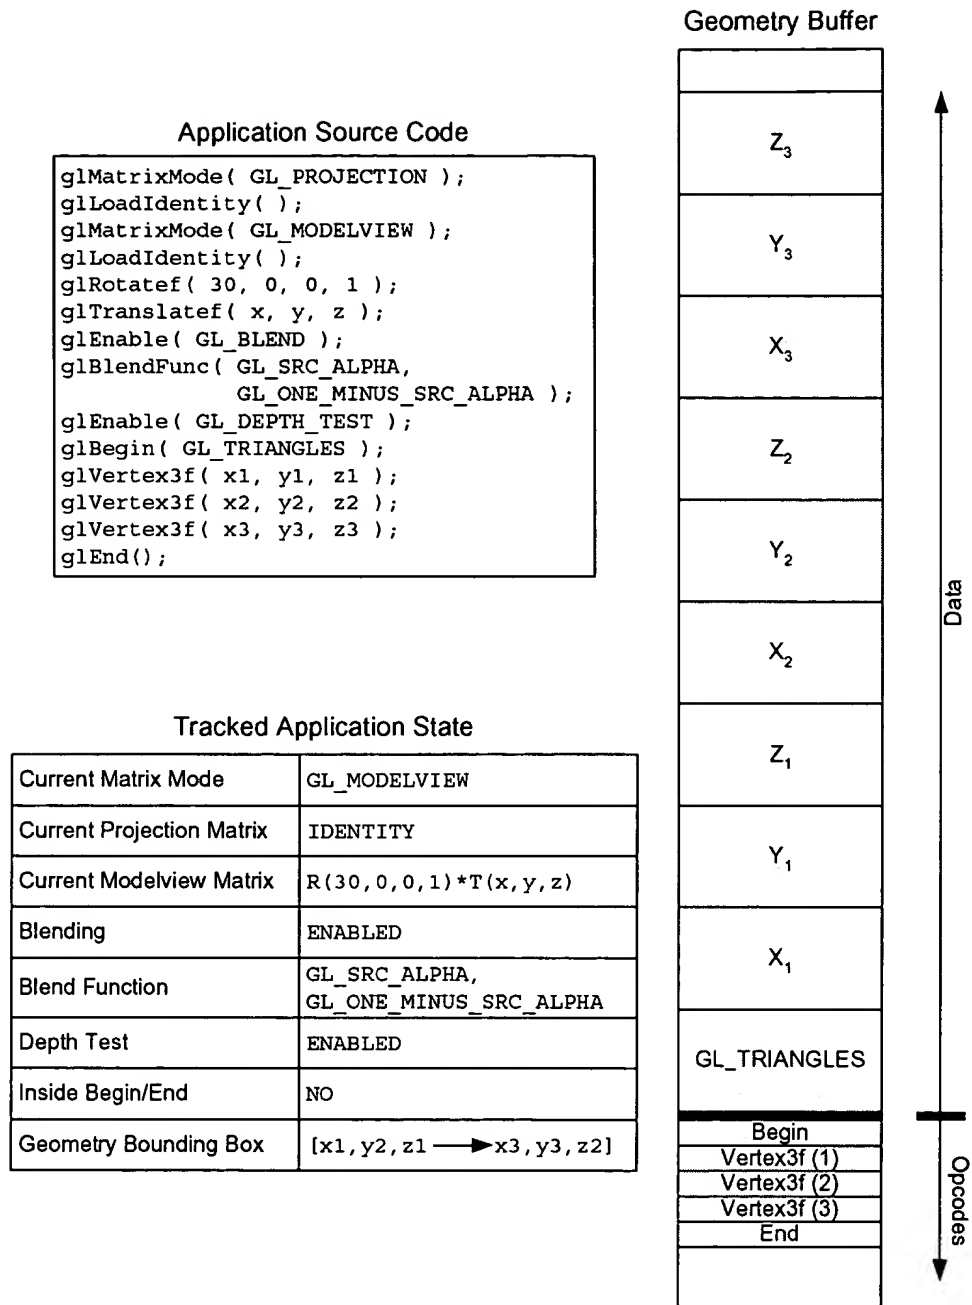 Geometry Buffer
Application Source Code
glMatrixMode( GL_PROJECTION );
glLoadIdentity( );
glMatrixMode( GL_MODELVIEW );
glLoadIdentity( );
glRotatef( 30, 0, 0, 1 );
glTranslatef( x, y, z );
glEnable( GL_BLEND );
glBlendFunc( GL_SRC_ALPHA,
GL_ONE_MINUS_SRC_ALPHA );
glEnable( GL_DEPTH_TEST );
glBegin( GL_TRIANGLES );
glVertex3f( x1, y1, z1 );
glVertex3f( x2, y2, z2 );
glVertex3f( x3, y3, z3 );
glEnd();
Tracked Application State
Current Matrix Mode GL_MODELVIEW
Current Projection Matrix IDENTITY
Current Modelview Matrix R(30,0,0,1)*T(x,y,z)
Blending ENABLED
Blend Function GL_SRC_ALPHA,
GL_ONE_MINUS_SRC_ALPHA
Depth Test ENABLED
Inside Begin/End NO
Geometry Bounding Box [x1,y2,z1 → x3,y3,z2]
Z3
Y3
X3
Z2
Y2
X2
Z1
Y1
X1
GL_TRIANGLES
Begin
Vertex3f (1)
Vertex3f (2)
Vertex3f (3)
End
Data
Opcodes